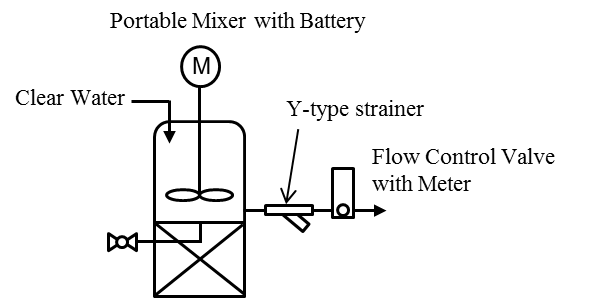 Portable Mixer with Battery
M
Clear Water
Y-type strainer
Flow Control Valve
with Meter